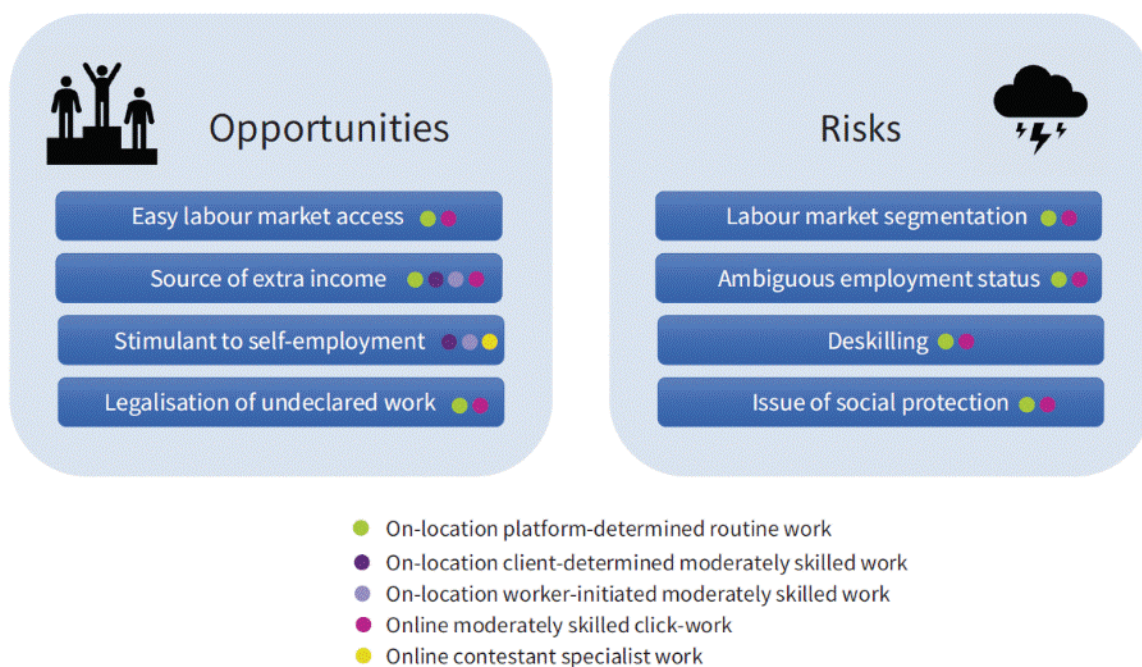 Opportunities
Easy labour market access
Source of extra income
Stimulant to self-employment
Legalisation of undeclared work
Risks
Labour market segmentation
Ambiguous employment status
Deskilling
Issue of social protection
On-location platform-determined routine work
On-location client-determined moderately skilled work
On-location worker-initiated moderately skilled work
Online moderately skilled click-work
Online contestant specialist work